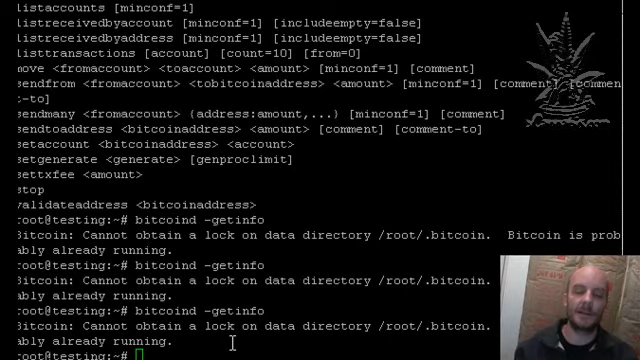 listaccounts [minconf=1]
listreceivedbyaccount [minconf=1] [includeempty=false]
listreceivedbyaddress [minconf=1] [includeempty=false]
listtransactions [account] [count=10] [from=0]
move <fromaccount> <toaccount> <amount> [minconf=1] [comment]
sendfrom <fromaccount> <tobitcoinaddress> <amount> [minconf=1] [comment] [commen
t-to]
sendmany <fromaccount> {address:amount,...} [minconf=1] [comment]
sendtoaddress <bitcoinaddress> <amount> [comment] [comment-to]
setaccount <bitcoinaddress> <account>
setgenerate <generate> [genproclimit]
settxfee <amount>
stop
validateaddress <bitcoinaddress>
root@testing:~# bitcoind -getinfo
Bitcoin: Cannot obtain a lock on data directory /root/.bitcoin.  Bitcoin is prob
ably already running.
root@testing:~# bitcoind -getinfo
Bitcoin: Cannot obtain a lock on data directory /root/.bitcoin.
ably already running.
root@testing:~# bitcoind -getinfo
Bitcoin: Cannot obtain a lock on data directory /root/.bitcoin.
ably already running.
root@testing:~#